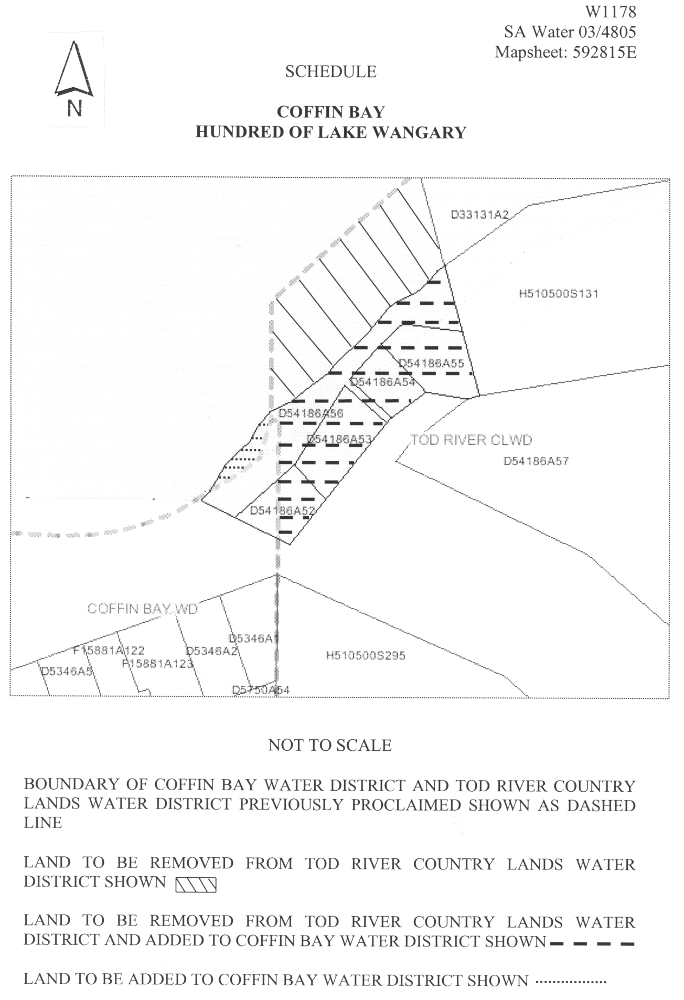 W1178
SA Water 03/4805
Mapsheet: 592815E
N
SCHEDULE
COFFIN BAY
HUNDRED OF LAKE WANGARY
D33131A2
H510500S131
D54186A55
D54186A54
D54186A56
D54186A53
TOD RIVER CLWD
D54186A57
D54186A52
COFFIN BAY WD
D5346A1
F15881A122
D5346A2
H510500S295
F15881A123
D5346A5
D5750A54
NOT TO SCALE
BOUNDARY OF COFFIN BAY WATER DISTRICT AND TOD RIVER COUNTRY
LANDS WATER DISTRICT PREVIOUSLY PROCLAIMED SHOWN AS DASHED
LINE
LAND TO BE REMOVED FROM TOD RIVER COUNTRY LANDS WATER
DISTRICT SHOWN
LAND TO BE REMOVED FROM TOD RIVER COUNTRY LANDS WATER
DISTRICT AND ADDED TO COFFIN BAY WATER DISTRICT SHOWN
LAND TO BE ADDED TO COFFIN BAY WATER DISTRICT SHOWN